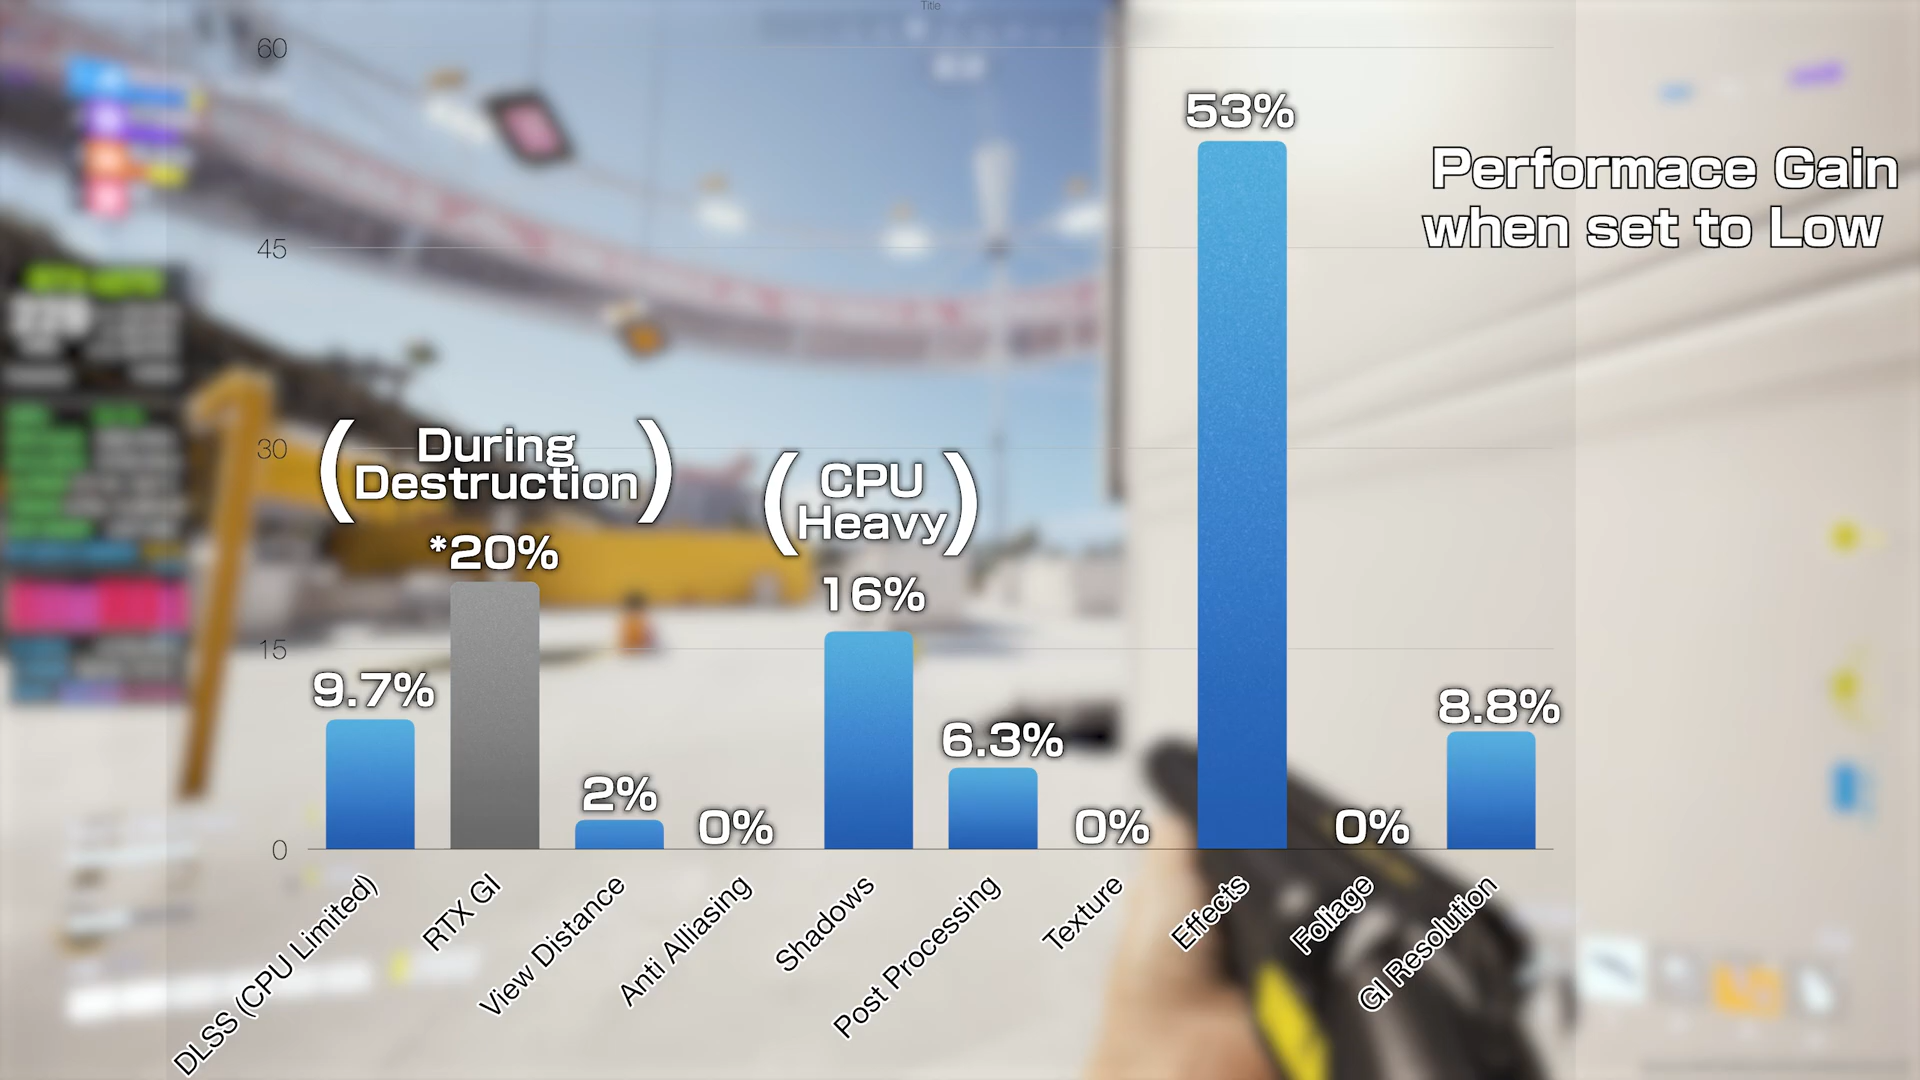 Title
60
45
30
15
0
Performace Gain
when set to Low
53%
(During
Destruction)
*20%
(CPU
Heavy)
16%
9.7%
2%
0%
6.3%
0%
0%
8.8%
DLSS (CPU Limited)
RTX GI
View Distance
Anti Alliasing
Shadows
Post Processing
Texture
Effects
Foliage
GI Resolution